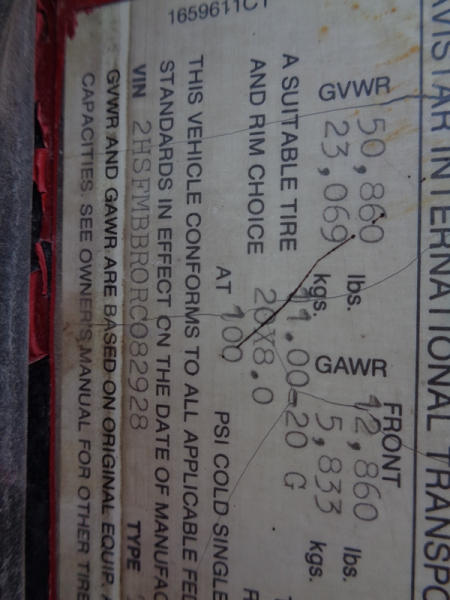 1659611C1
AVISTAR INTERNATIONAL TRANSPO
FRONT
GVWR 50,860 lbs. GAWR 12,860 lbs.
23,069 kgs. 5,833 kgs.
A SUITABLE TIRE 11.00-20 G
AND RIM CHOICE 20X8.0
AT 100 PSI COLD SINGLE
THIS VEHICLE CONFORMS TO ALL APPLICABLE FED
STANDARDS IN EFFECT ON THE DATE OF MANUFAC
VIN 2HSFMBBR0RC082928 TYPE
GVWR AND GAWR ARE BASED ON ORIGINAL EQUIP.
CAPACITIES. SEE OWNER'S MANUAL FOR OTHER TIRE